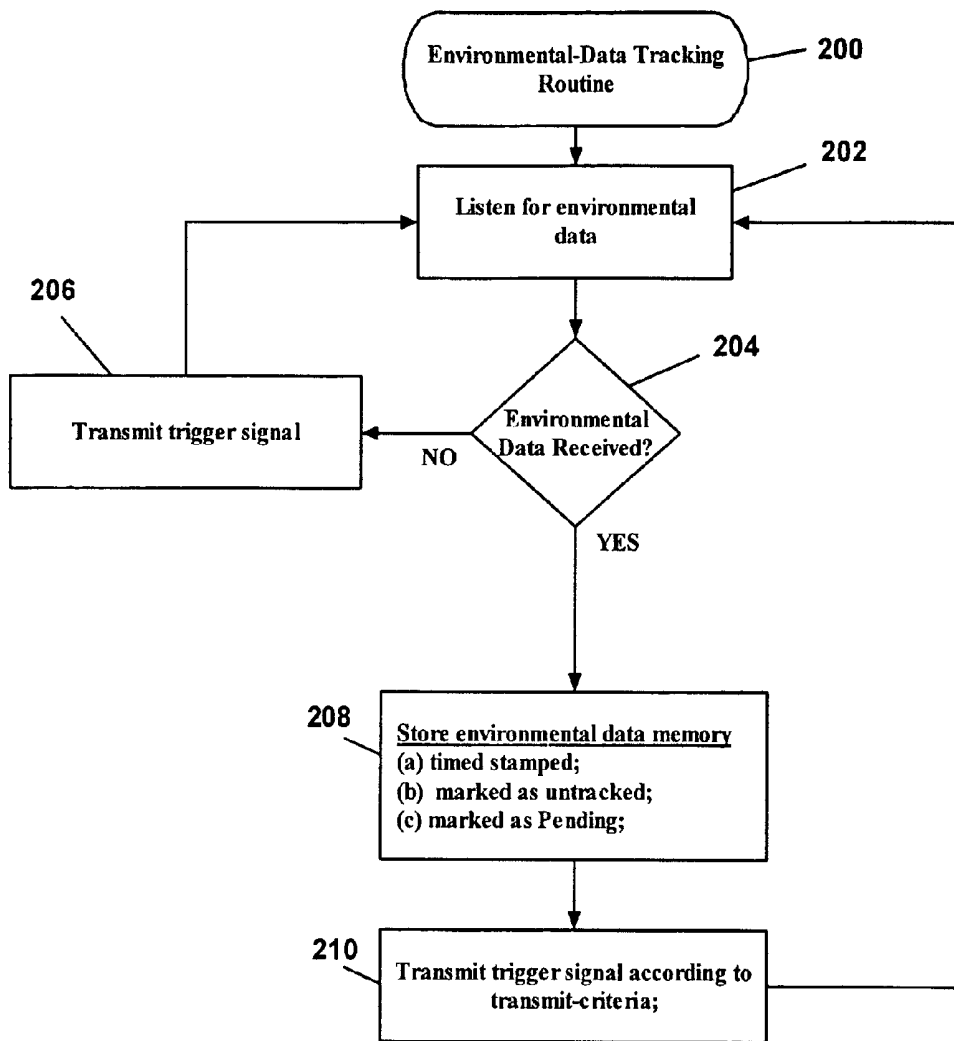 Environmental-Data Tracking
Routine
200
202
Listen for environmental
data
206
204
Transmit trigger signal
Environmental
Data Received?
NO
YES
208
Store environmental data memory
(a) timed stamped;
(b) marked as untracked;
(c) marked as Pending;
210
Transmit trigger signal according to
transmit-criteria;